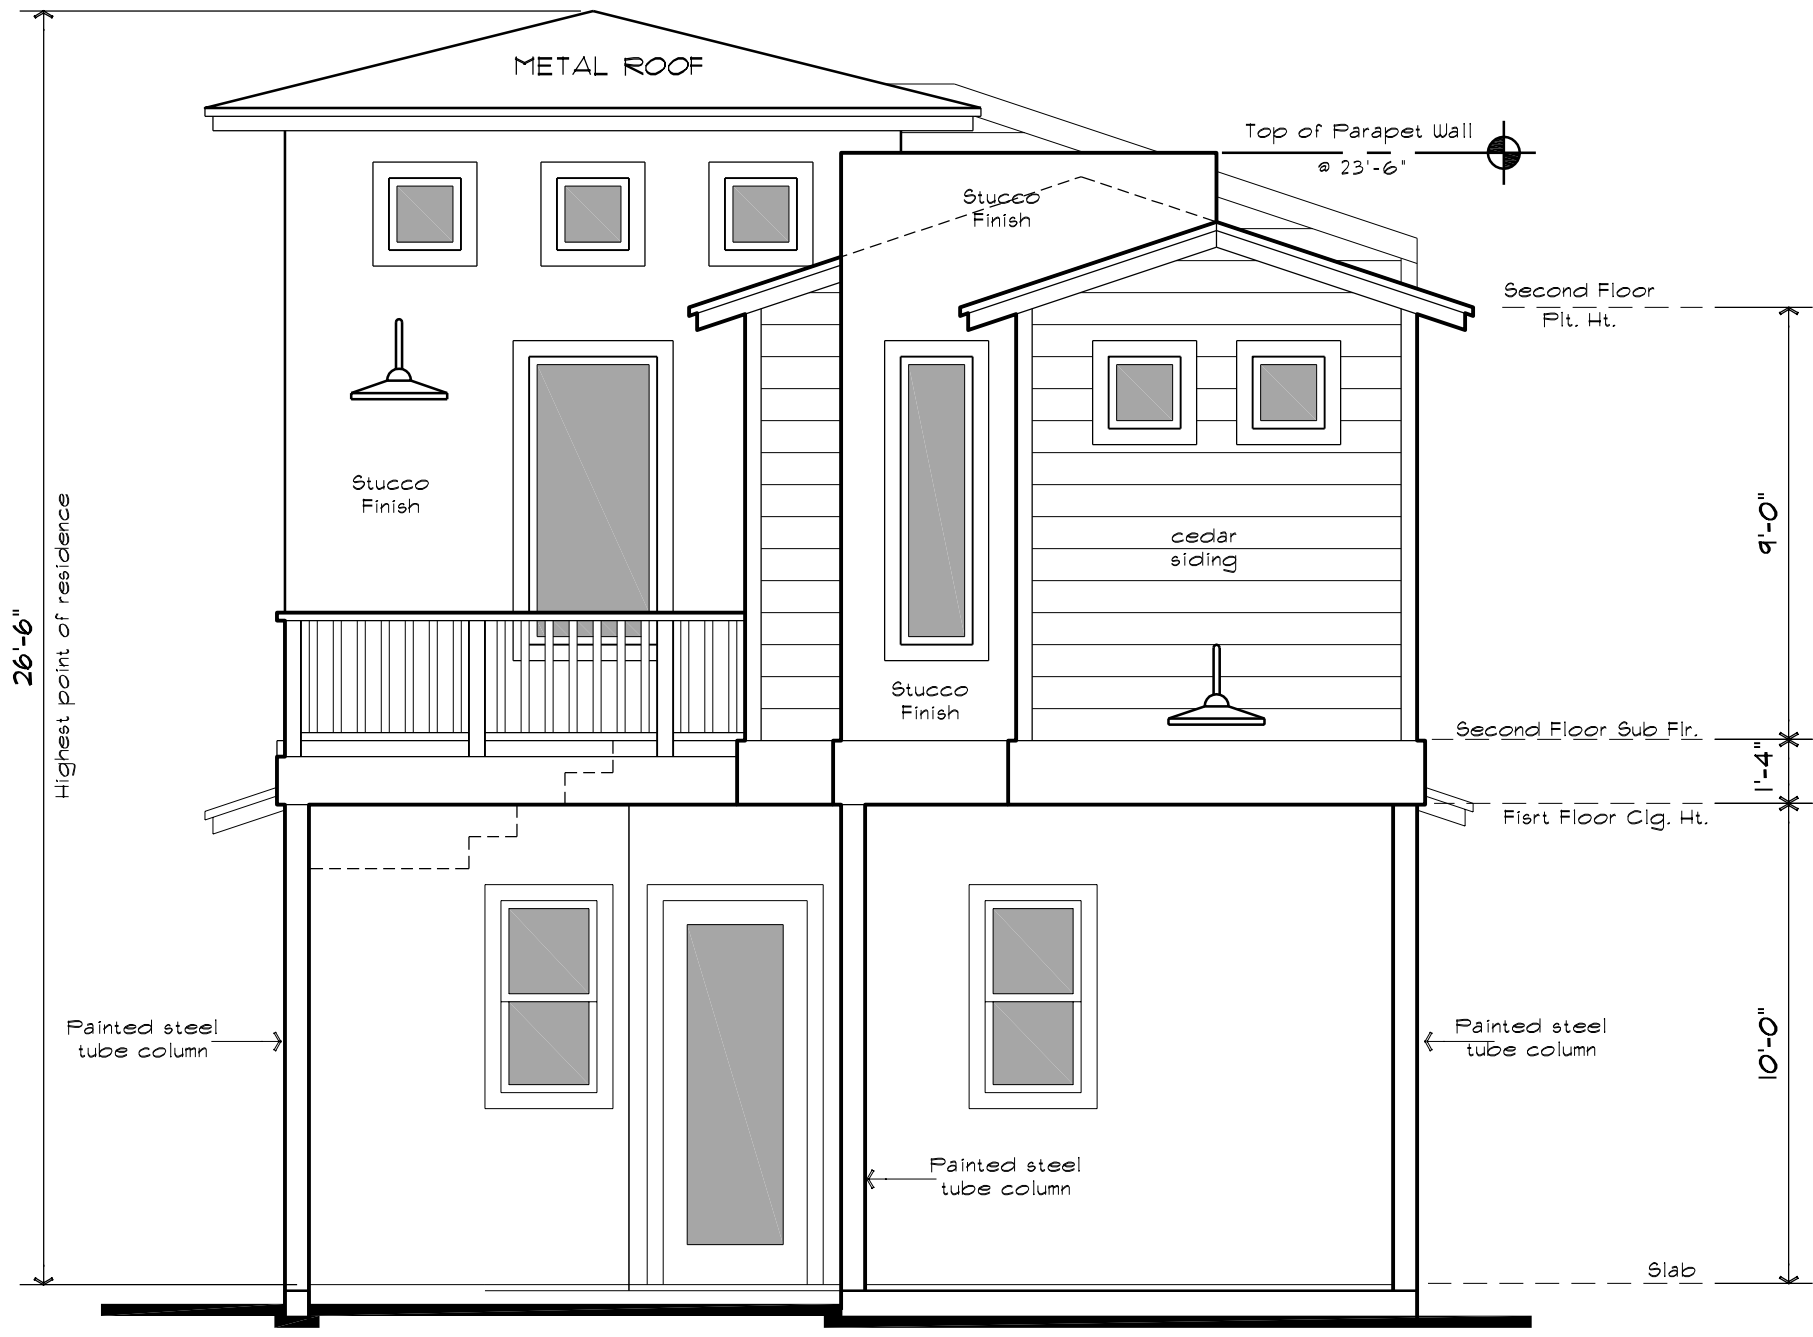 METAL ROOF
Top of Parapet Wall
@ 23'-6"
Stucco
Finish
Second Floor
Plt. Ht.
Stucco
Finish
9'-0"
cedar
siding
26'-6"
Highest point of residence
Stucco
Finish
Second Floor Sub Flr.
1'-4"
Fisrt Floor Clg. Ht.
Painted steel
tube column
Painted steel
tube column
10'-0"
Painted steel
tube column
Slab